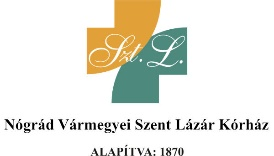 Szt. L.
Nógrád Vármegyei Szent Lázár Kórház
ALAPÍTVA: 1870